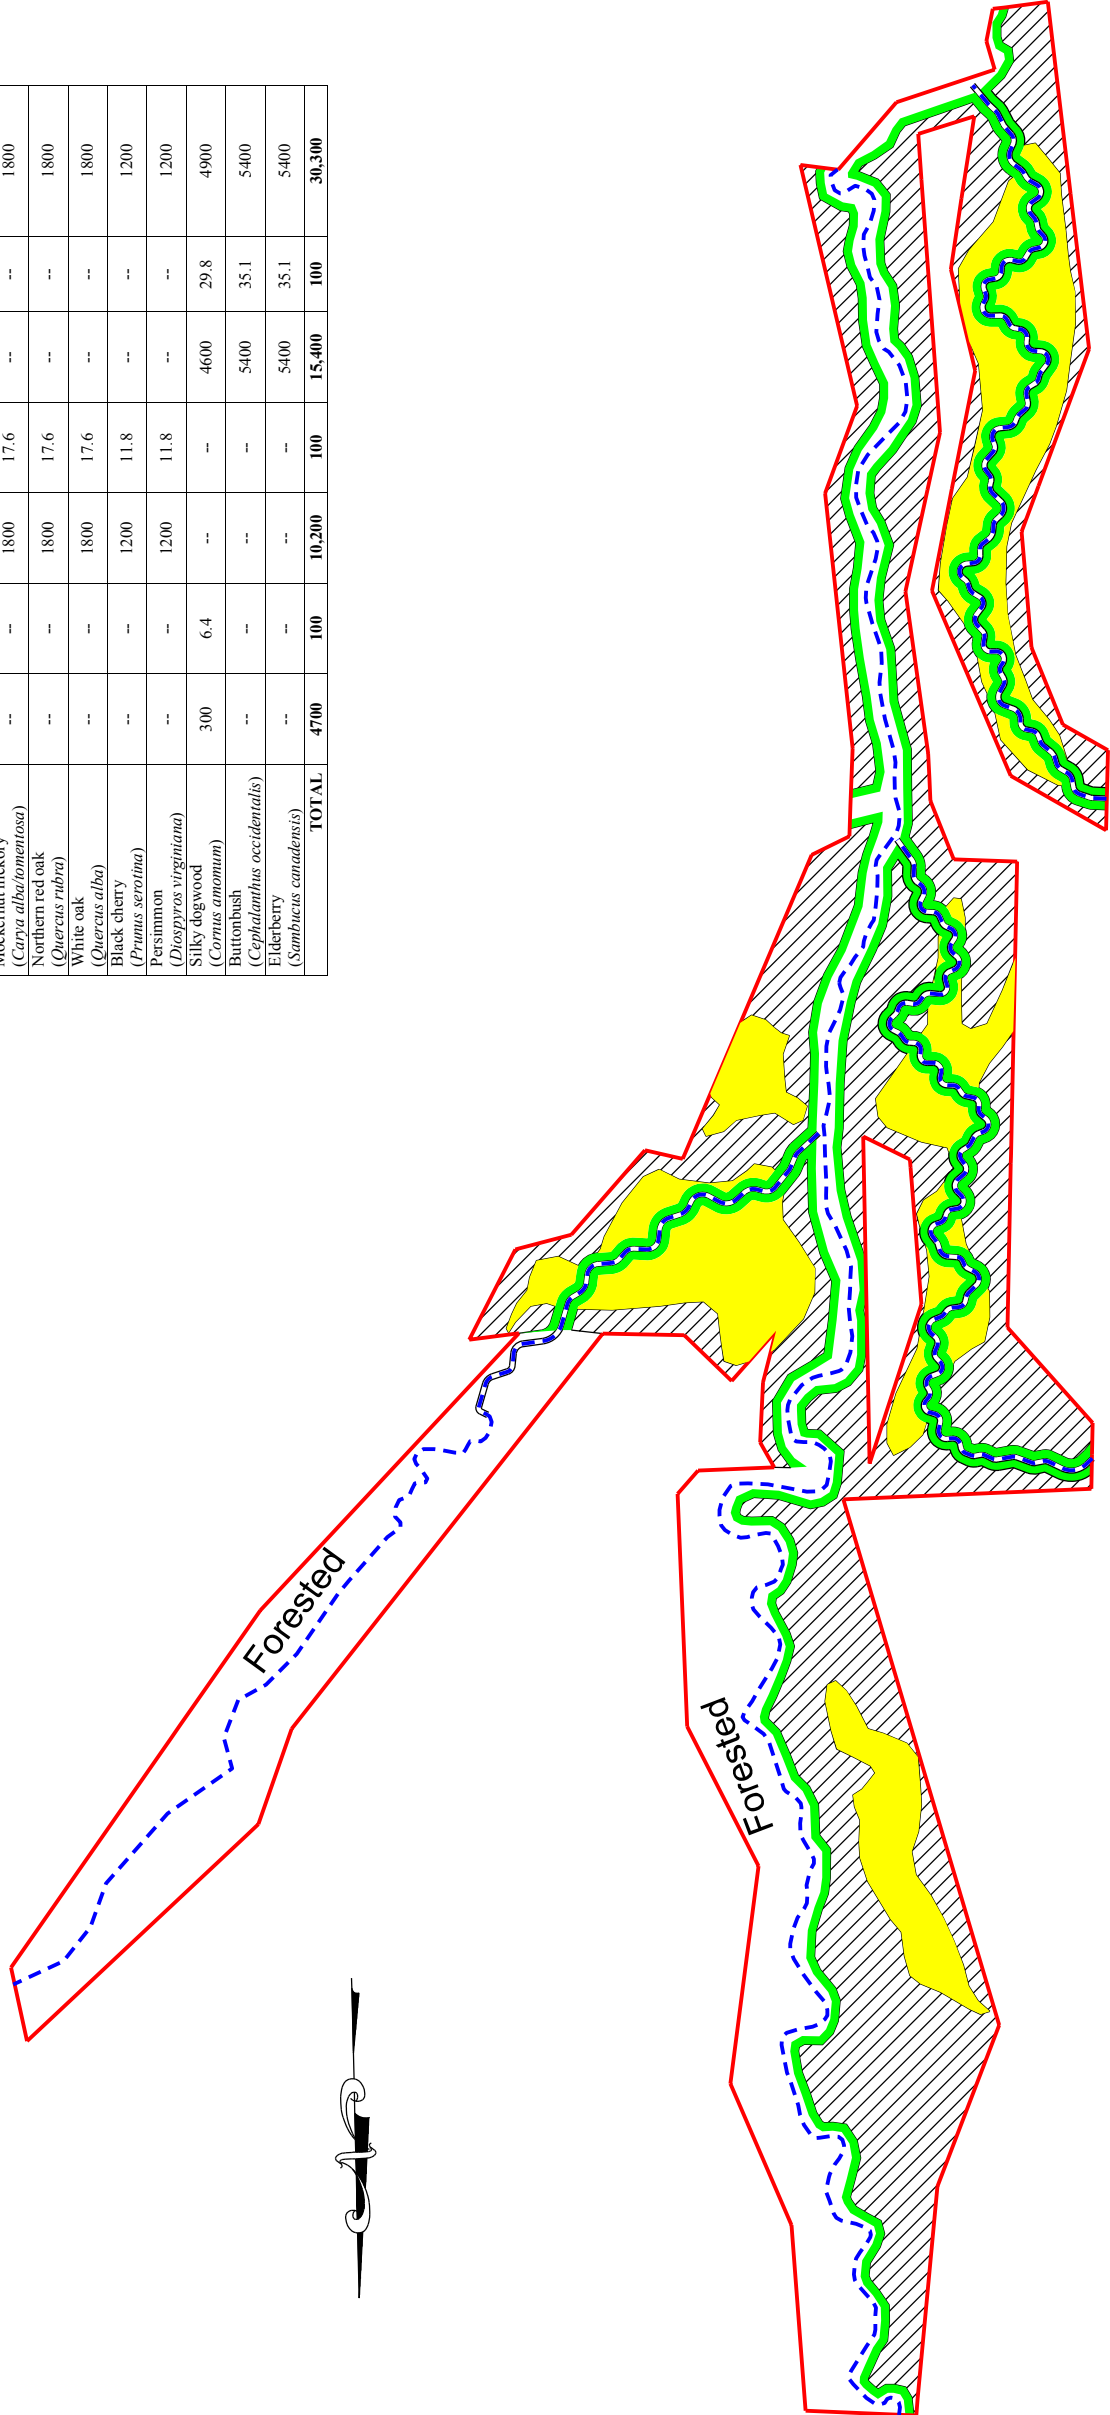 Mockernut hickory
(Carya alba/tomentosa) -- -- 1800 17.6 -- -- 1800
Northern red oak
(Quercus rubra) -- -- 1800 17.6 -- -- 1800
White oak
(Quercus alba) -- -- 1800 17.6 -- -- 1800
Black cherry
(Prunus serotina) -- -- 1200 11.8 -- -- 1200
Persimmon
(Diospyros virginiana) -- -- 1200 11.8 -- -- 1200
Silky dogwood
(Cornus amomum) 300 6.4 -- -- 4600 29.8 4900
Buttonbush
(Cephalanthus occidentalis) -- -- -- -- 5400 35.1 5400
Elderberry
(Sambucus canadensis) -- -- -- -- 5400 35.1 5400
TOTAL 4700 100 10,200 100 15,400 100 30,300
Forested
Forested